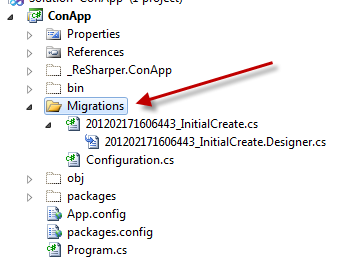 Solution 'ConApp' (1 project)
ConApp
Properties
References
_ReSharper.ConApp
bin
Migrations
201202171606443_InitialCreate.cs
201202171606443_InitialCreate.Designer.cs
Configuration.cs
obj
packages
App.config
packages.config
Program.cs